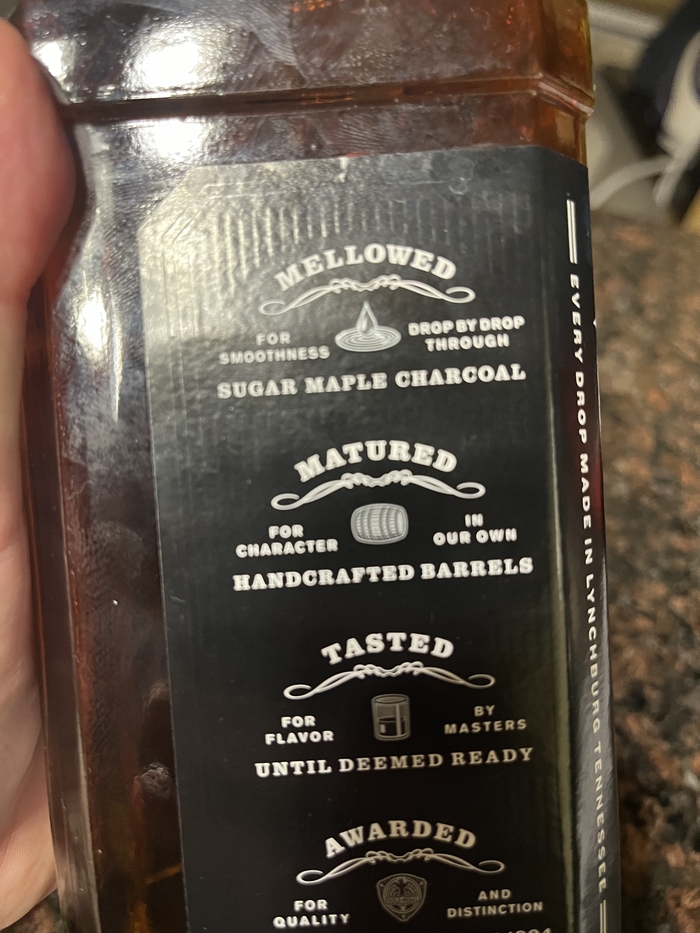 MELLOWED
FOR SMOOTHNESS
DROP BY DROP THROUGH
SUGAR MAPLE CHARCOAL
MATURED
FOR CHARACTER
IN OUR OWN
HANDCRAFTED BARRELS
TASTED
FOR FLAVOR
BY MASTERS
UNTIL DEEMED READY
AWARDED
FOR QUALITY
AND DISTINCTION
EVERY DROP MADE IN LYNCHBURG TENNESSEE